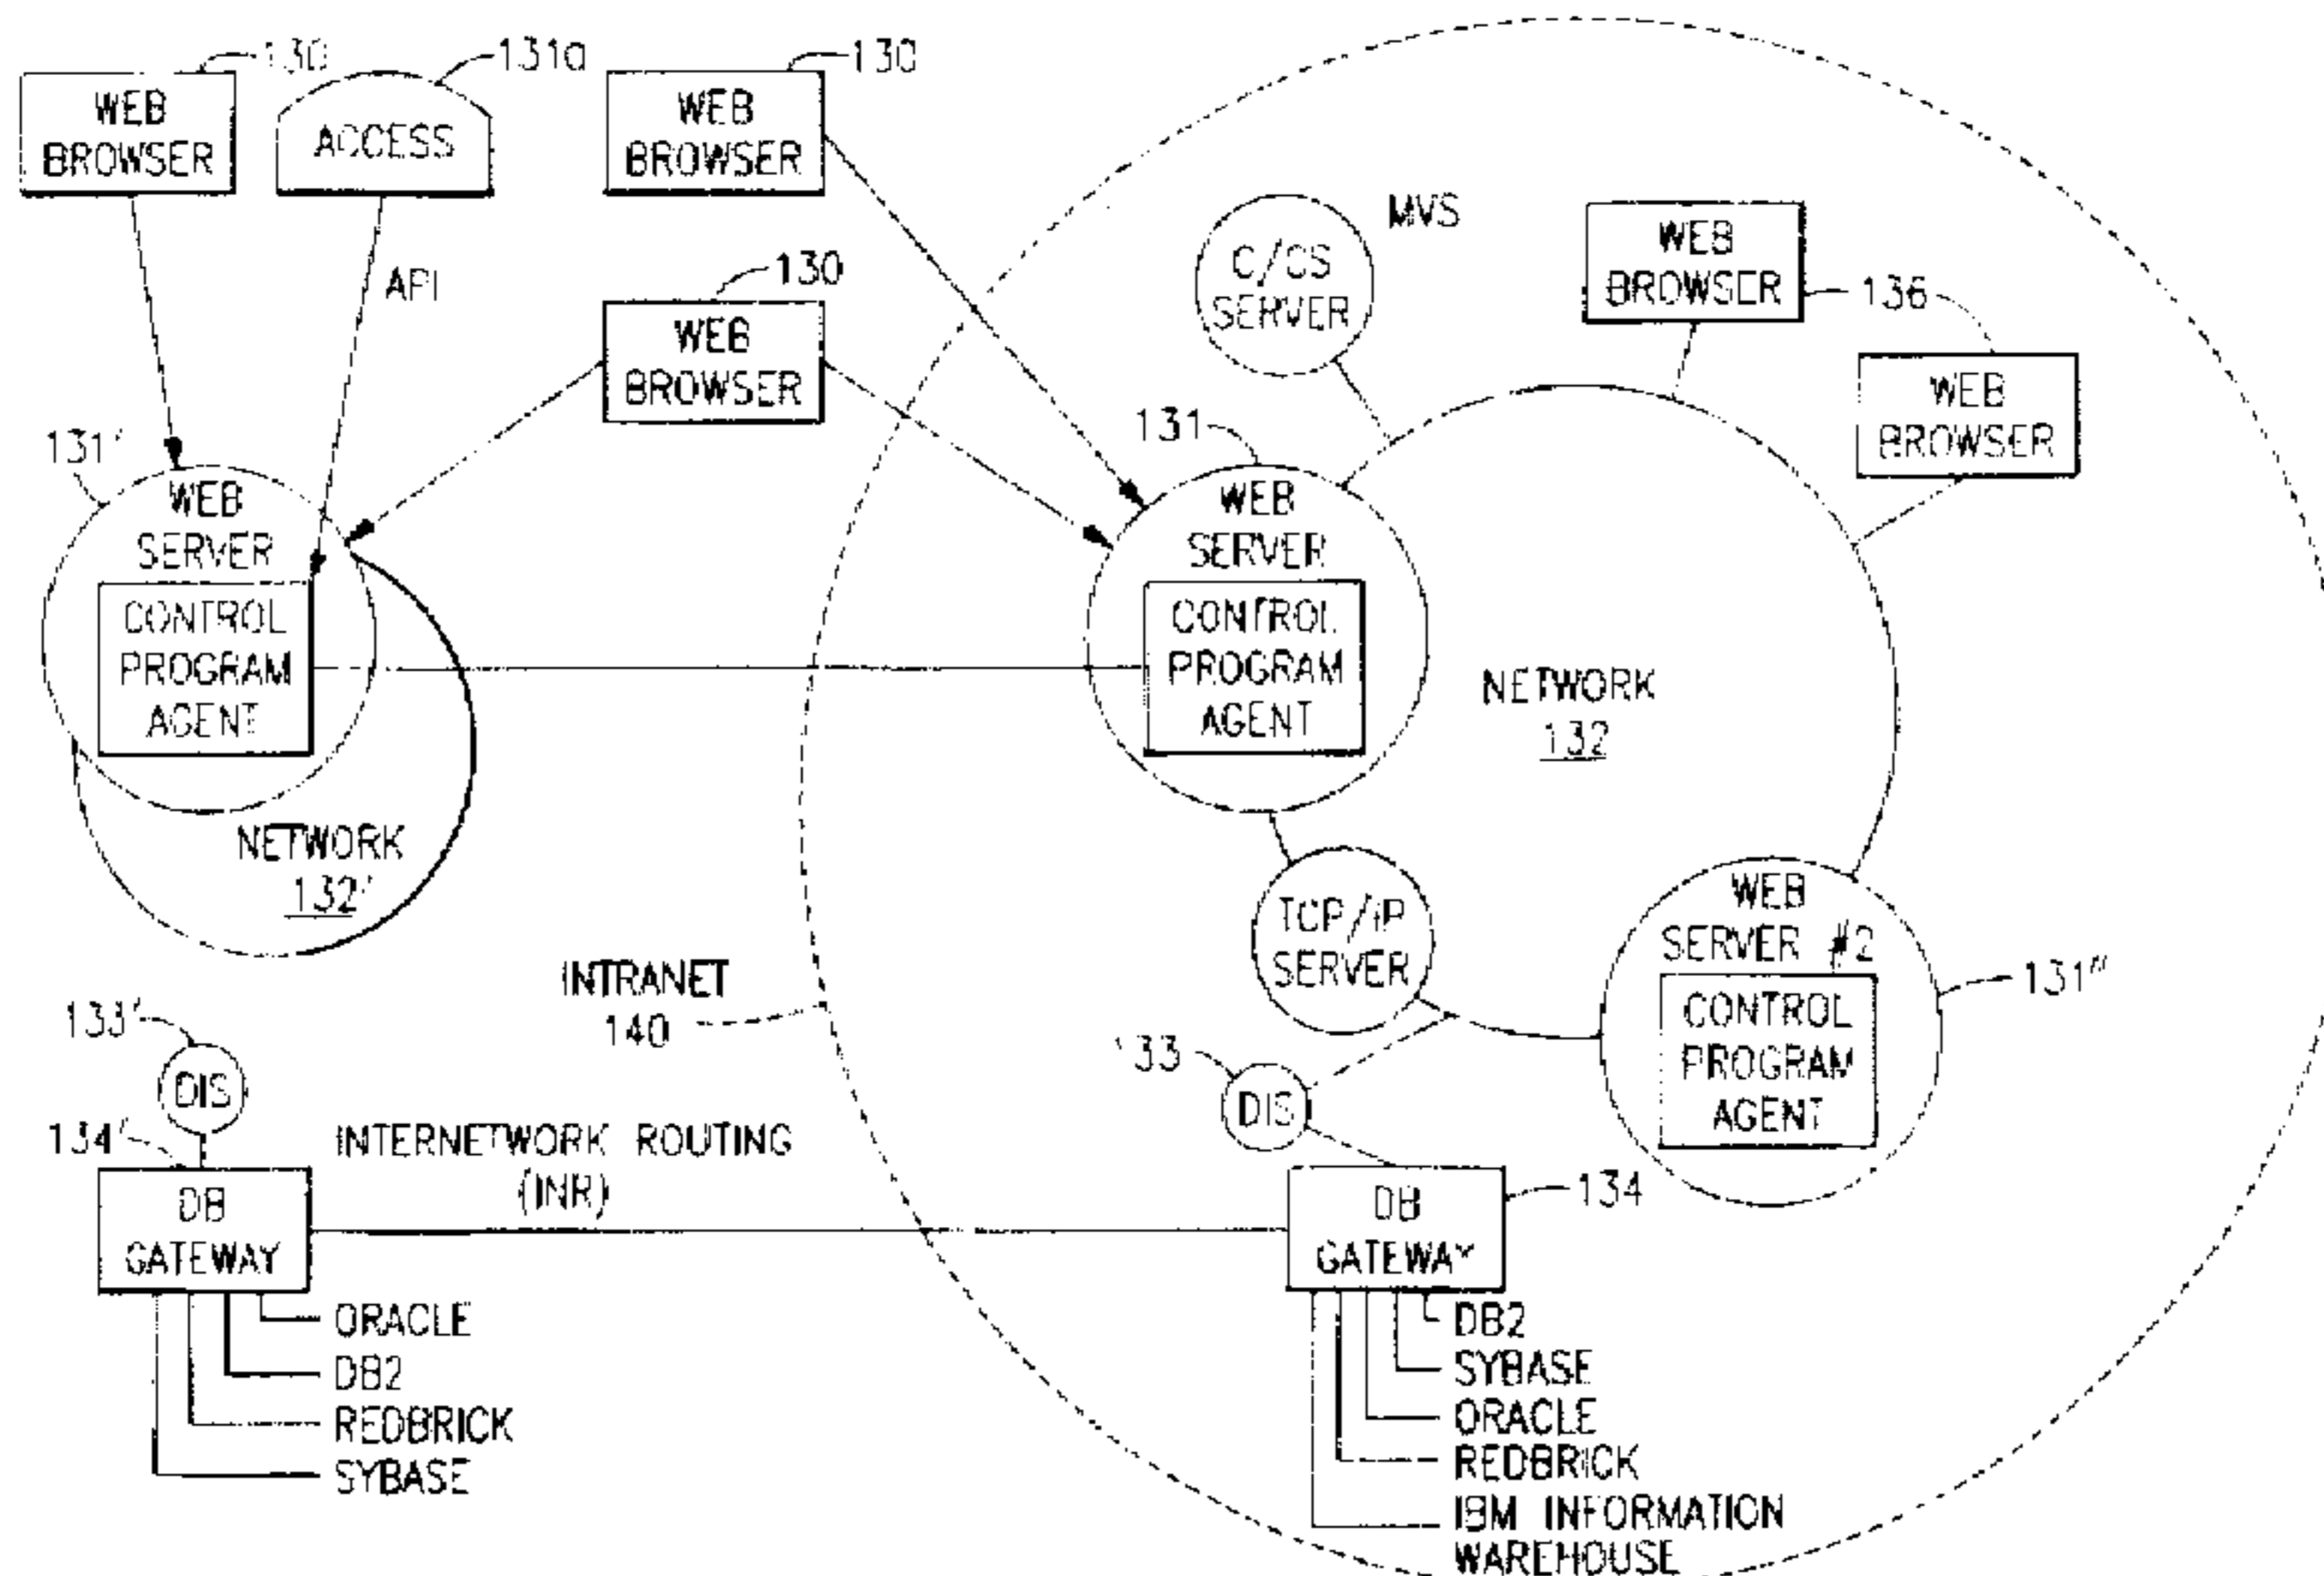 130
131a
130
WEB
BROWSER
ACCESS
WEB
BROWSER
API
130
WEB
BROWSER
MVS
C/CS
SERVER
WEB
BROWSER
136
WEB
BROWSER
131'
WEB
SERVER
CONTROL
PROGRAM
AGENT
NETWORK
132'
131
WEB
SERVER
CONTROL
PROGRAM
AGENT
NETWORK
132
TCP/IP
SERVER
WEB
SERVER #2
CONTROL
PROGRAM
AGENT
131"
INTRANET
140
133'
DIS
134'
DB
GATEWAY
INTERNETWORK ROUTING
(INR)
ORACLE
DB2
REDBRICK
SYBASE
133
DIS
134
DB
GATEWAY
DB2
SYBASE
ORACLE
REDBRICK
IBM INFORMATION
WAREHOUSE